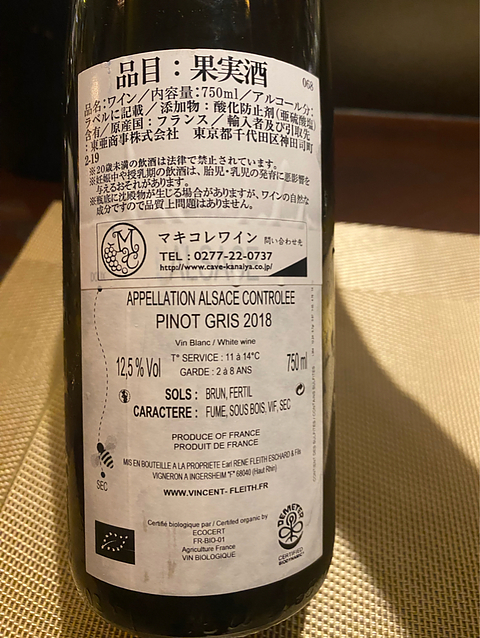 品目：果実酒
068
品名：ワイン／内容量：750ml／アルコール分：
ラベルに記載／添加物：酸化防止剤(亜硫酸塩)
含有／原産国：フランス／輸入者及び引取先
：東亜商事株式会社　東京都千代田区神田司町
2-19
※20歳未満の飲酒は法律で禁止されています。
※妊娠中や授乳期の飲酒は、胎児・乳児の発育に悪影響を
与えるおそれがあります。
※瓶底に沈殿物が生じる場合がありますが、ワインの自然な
成分ですので品質上問題はありません。
マキコレワイン 問い合わせ先
TEL：0277-22-0737
http://www.cave-kanaiya.co.jp/
APPELLATION ALSACE CONTROLEE
PINOT GRIS 2018
Vin Blanc / White wine
12,5 % Vol
T° SERVICE : 11 à 14°C
GARDE : 2 à 8 ANS
750 ml
SOLS : BRUN, FERTIL
CARACTERE : FUME, SOUS BOIS, VIF, SEC
PRODUCE OF FRANCE
PRODUIT DE FRANCE
MIS EN BOUTEILLE A LA PROPRIETE Earl RENE FLEITH ESCHARD & Fils
VIGNERON A INGERSHEIM "F" 68040 (Haut Rhin)
SEC
WWW.VINCENT-FLEITH.FR
Certifié biologique par / Certited organic by
ECOCERT
FR-BIO-01
Agriculture France
VIN BIOLOGIQUE
DEMETER
CERTIFIED
BIODYNAMIC